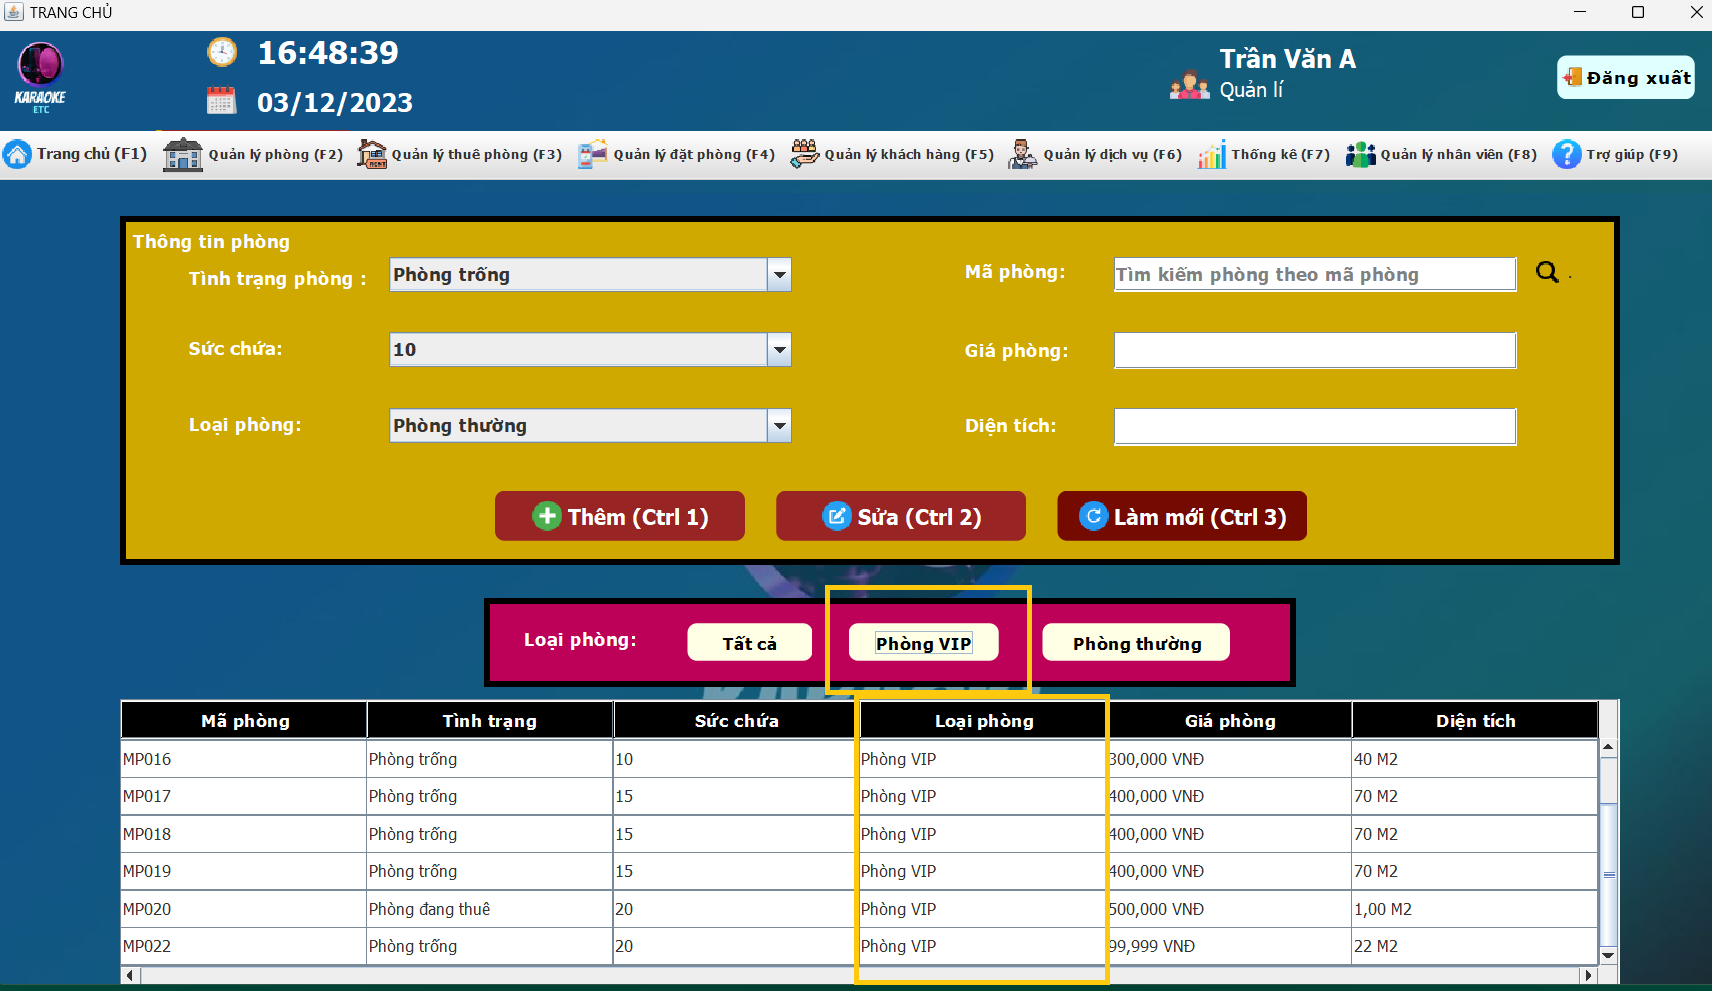 TRANG CHỦ
KARAOKE
ETC
16:48:39
03/12/2023
Trần Văn A
Quản lí
Đăng xuất
Trang chủ (F1)
Quản lý phòng (F2)
Quản lý thuê phòng (F3)
Quản lý đặt phòng (F4)
Quản lý khách hàng (F5)
Quản lý dịch vụ (F6)
Thống kê (F7)
Quản lý nhân viên (F8)
Trợ giúp (F9)
Thông tin phòng
Tình trạng phòng : Phòng trống
Mã phòng: Tìm kiếm phòng theo mã phòng .
Sức chứa: 10
Giá phòng:
Loại phòng: Phòng thường
Diện tích:
Thêm (Ctrl 1)
Sửa (Ctrl 2)
Làm mới (Ctrl 3)
Loại phòng: Tất cả Phòng VIP Phòng thường
Mã phòng Tình trạng Sức chứa Loại phòng Giá phòng Diện tích
MP016 Phòng trống 10 Phòng VIP 300,000 VNĐ 40 M2
MP017 Phòng trống 15 Phòng VIP 400,000 VNĐ 70 M2
MP018 Phòng trống 15 Phòng VIP 400,000 VNĐ 70 M2
MP019 Phòng trống 15 Phòng VIP 400,000 VNĐ 70 M2
MP020 Phòng đang thuê 20 Phòng VIP 500,000 VNĐ 1,00 M2
MP022 Phòng trống 20 Phòng VIP 99,999 VNĐ 22 M2